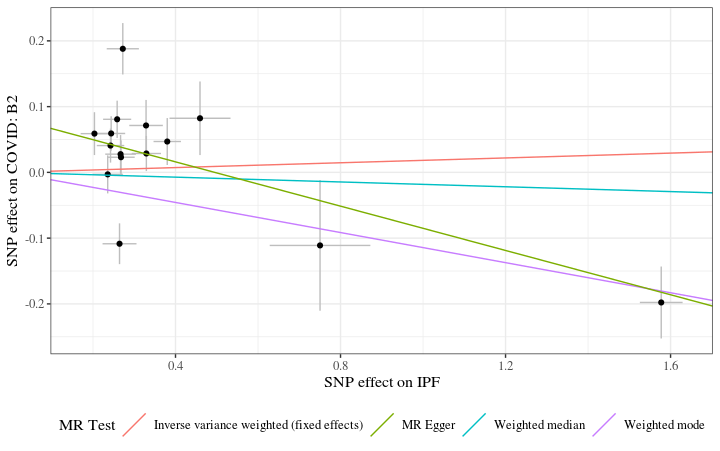 0.2
0.1
0.0
-0.1
-0.2
SNP effect on COVID: B2
0.4
0.8
1.2
1.6
SNP effect on IPF
MR Test
Inverse variance weighted (fixed effects)
MR Egger
Weighted median
Weighted mode